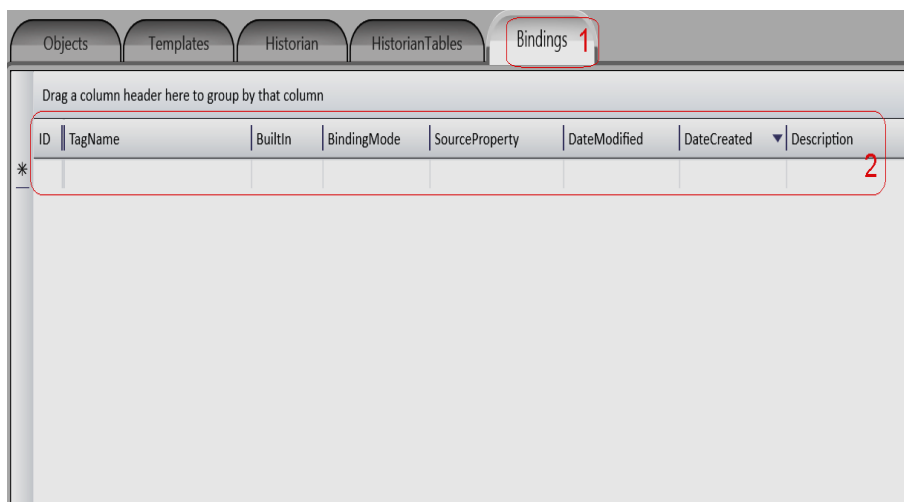 Objects Templates Historian HistorianTables Bindings 1
Drag a column header here to group by that column
ID TagName BuiltIn BindingMode SourceProperty DateModified DateCreated Description
2